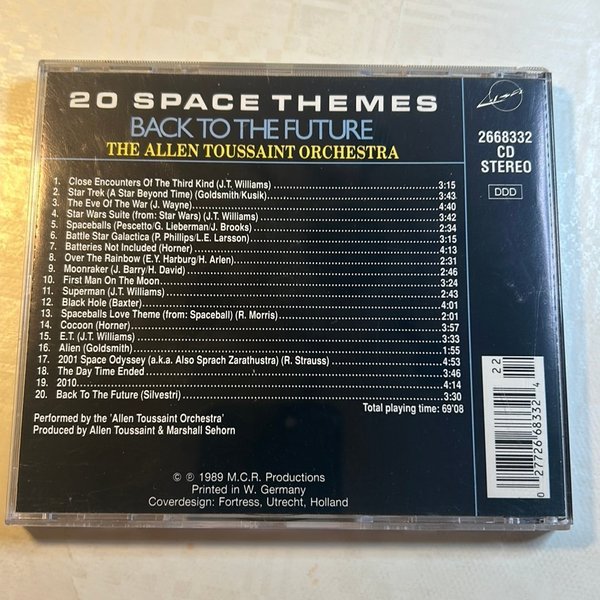 20 SPACE THEMES
BACK TO THE FUTURE
THE ALLEN TOUSSAINT ORCHESTRA
2668332
CD
STEREO
DDD
1. Close Encounters Of The Third Kind (J.T. Williams) 3:15
2. Star Trek (A Star Beyond Time) (Goldsmith/Kusik) 3:43
3. The Eve Of the War (J. Wayne) 4:40
4. Star Wars Suite (from: Star Wars) (J.T. Williams) 3:42
5. Spaceballs (Pescetto/G. Lieberman/J. Brooks) 2:34
6. Battle Star Galactica (P. Phillips/L.E. Larsson) 3:15
7. Batteries Not Included (Horner) 4:13
8. Over The Rainbow (E.Y. Harburg/H. Arlen) 2:31
9. Moonraker (J. Barry/H. David) 2:46
10. First Man On The Moon 3:24
11. Superman (J.T. Williams) 2:43
12. Black Hole (Baxter) 4:01
13. Spaceballs Love Theme (from: Spaceball) (R. Morris) 2:01
14. Cocoon (Horner) 3:57
15. E.T. (J.T. Williams) 3:33
16. Alien (Goldsmith) 1:55
17. 2001 Space Odyssey (a.k.a. Also Sprach Zarathustra) (R. Strauss) 4:53
18. The Day Time Ended 3:46
19. 2010 4:14
20. Back To The Future (Silvestri) 3:30
Total playing time: 69'08
Performed by the 'Allen Toussaint Orchestra'
Produced by Allen Toussaint & Marshall Sehorn
© ℗ 1989 M.C.R. Productions
Printed in W. Germany
Coverdesign: Fortress, Utrecht, Holland
22
0 27726 68332 4